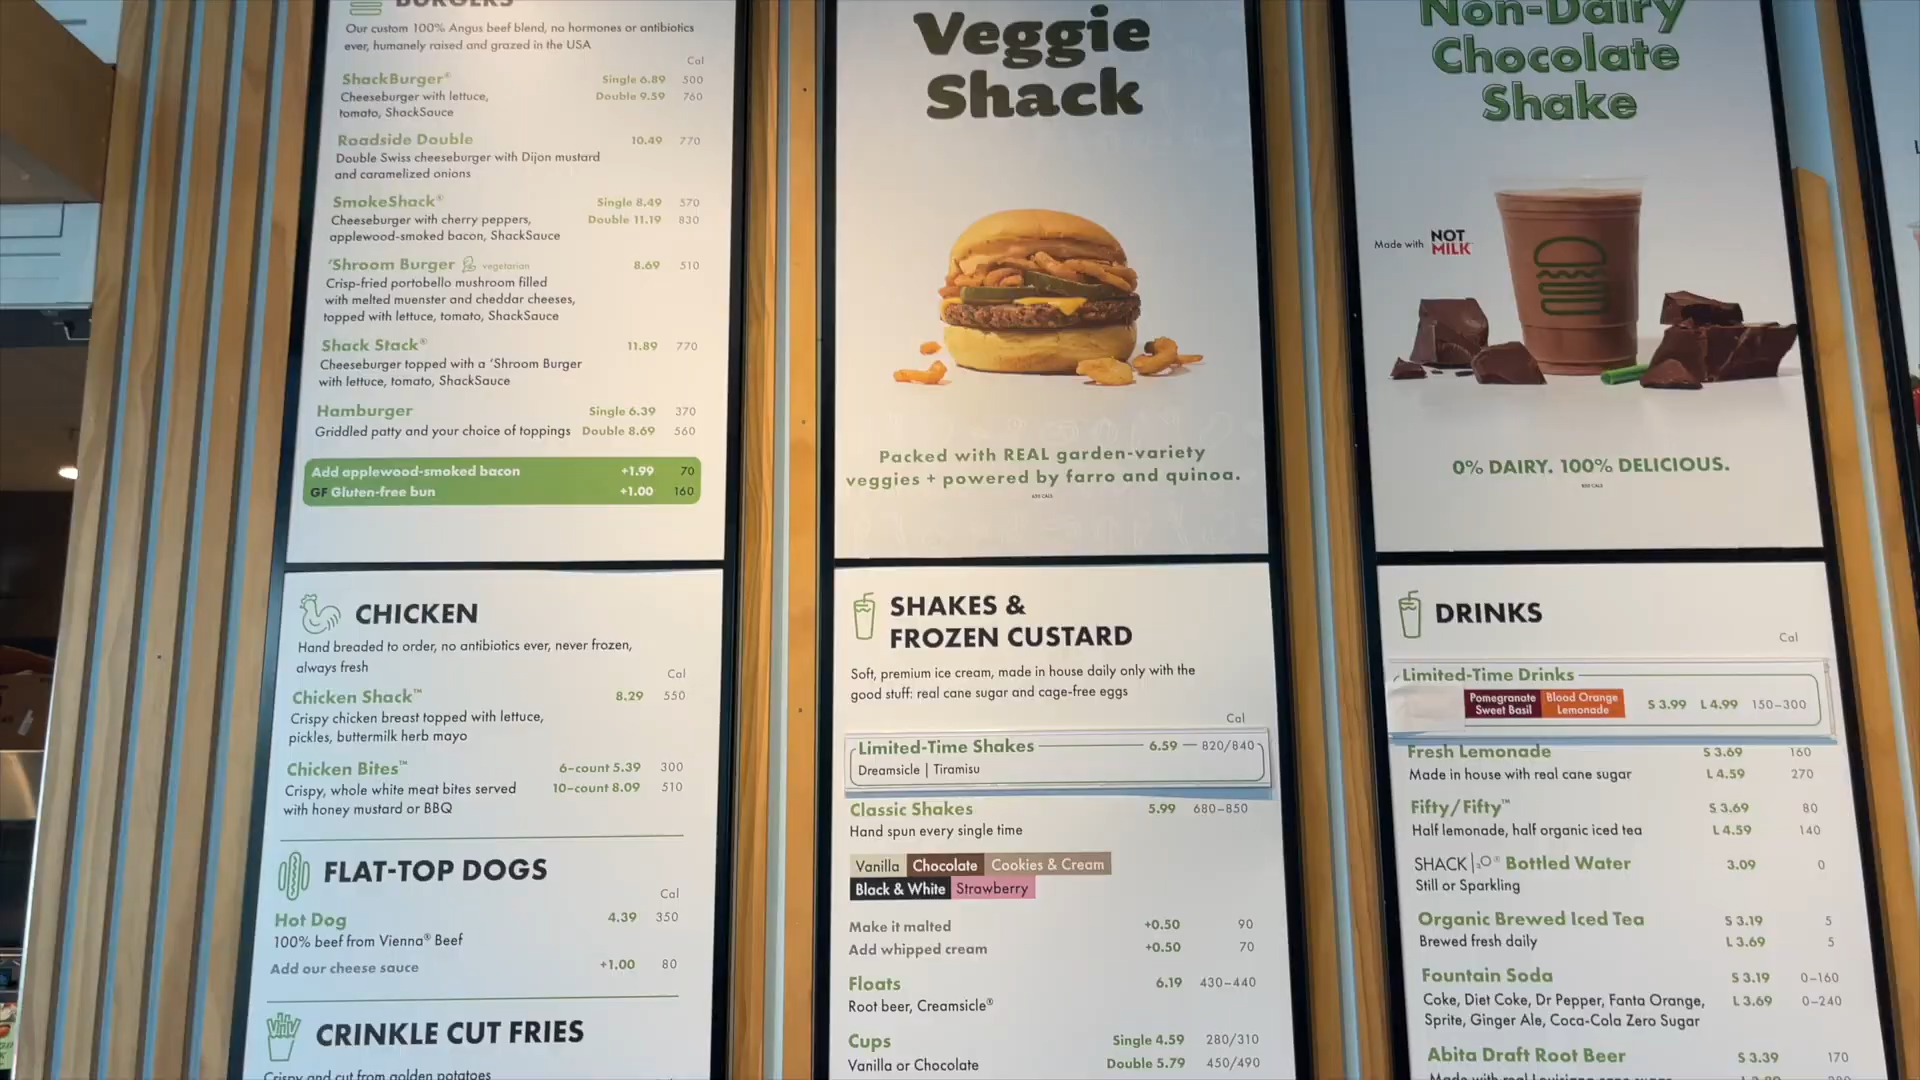 BURGERS
Our custom 100% Angus beef blend, no hormones or antibiotics
ever, humanely raised and grazed in the USA
Cal
ShackBurger® Single 6.89 500
Cheeseburger with lettuce, Double 9.59 760
tomato, ShackSauce
Roadside Double 10.49 770
Double Swiss cheeseburger with Dijon mustard
and caramelized onions
SmokeShack® Single 8.49 570
Cheeseburger with cherry peppers, Double 11.19 830
applewood-smoked bacon, ShackSauce
'Shroom Burger vegetarian 8.69 510
Crisp-fried portobello mushroom filled
with melted muenster and cheddar cheeses,
topped with lettuce, tomato, ShackSauce
Shack Stack® 11.89 770
Cheeseburger topped with a 'Shroom Burger
with lettuce, tomato, ShackSauce
Hamburger Single 6.39 370
Griddled patty and your choice of toppings Double 8.69 560
Add applewood-smoked bacon +1.99 70
GF Gluten-free bun +1.00 160
CHICKEN
Hand breaded to order, no antibiotics ever, never frozen,
always fresh
Cal
Chicken Shack™ 8.29 550
Crispy chicken breast topped with lettuce,
pickles, buttermilk herb mayo
Chicken Bites™ 6-count 5.39 300
Crispy, whole white meat bites served 10-count 8.09 510
with honey mustard or BBQ
FLAT-TOP DOGS
Cal
Hot Dog 4.39 350
100% beef from Vienna® Beef
Add our cheese sauce +1.00 80
CRINKLE CUT FRIES
Crispy and cut from golden potatoes
Veggie
Shack
Packed with REAL garden-variety
veggies + powered by farro and quinoa.
SHAKES &
FROZEN CUSTARD
Soft, premium ice cream, made in house daily only with the
good stuff: real cane sugar and cage-free eggs
Cal
Limited-Time Shakes 6.59 820/840
Dreamsicle | Tiramisu
Classic Shakes 5.99 680-850
Hand spun every single time
Vanilla Chocolate Cookies & Cream
Black & White Strawberry
Make it malted +0.50 90
Add whipped cream +0.50 70
Floats 6.19 430-440
Root beer, Creamsicle®
Cups Single 4.59 280/310
Vanilla or Chocolate Double 5.79 450/490
Non-Dairy
Chocolate
Shake
Made with NOT
MILK
0% DAIRY. 100% DELICIOUS.
DRINKS
Cal
Limited-Time Drinks
Pomegranate Sweet Basil Blood Orange Lemonade S 3.99 L 4.99 150-300
Fresh Lemonade S 3.69 160
Made in house with real cane sugar L 4.59 270
Fifty/Fifty™ S 3.69 80
Half lemonade, half organic iced tea L 4.59 140
SHACK₂O® Bottled Water 3.09 0
Still or Sparkling
Organic Brewed Iced Tea S 3.19 5
Brewed fresh daily L 3.69 5
Fountain Soda S 3.19 0-160
Coke, Diet Coke, Dr Pepper, Fanta Orange, L 3.69 0-240
Sprite, Ginger Ale, Coca-Cola Zero Sugar
Abita Draft Root Beer S 3.39 170